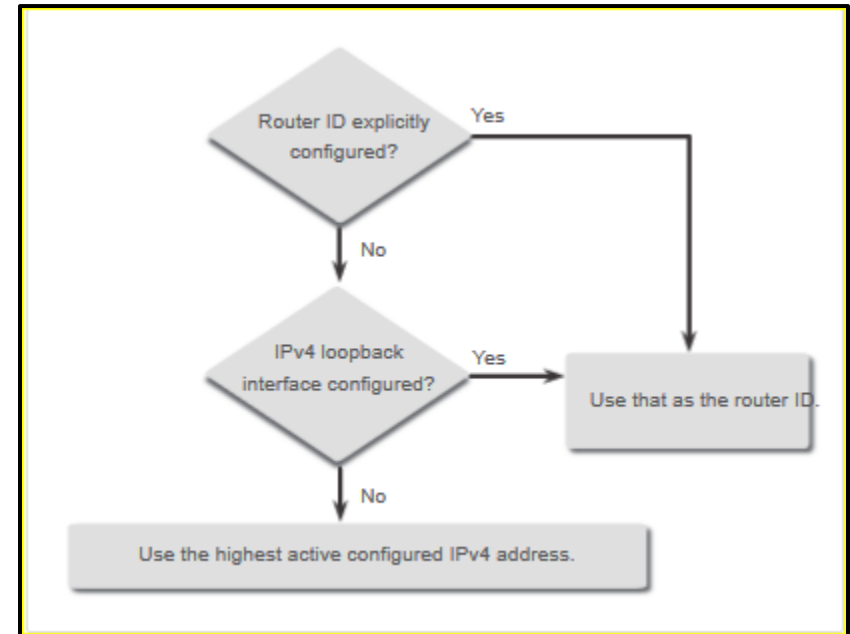 Router ID explicitly
configured?
Yes
No
IPv4 loopback
interface configured?
Yes
Use that as the router ID.
No
Use the highest active configured IPv4 address.